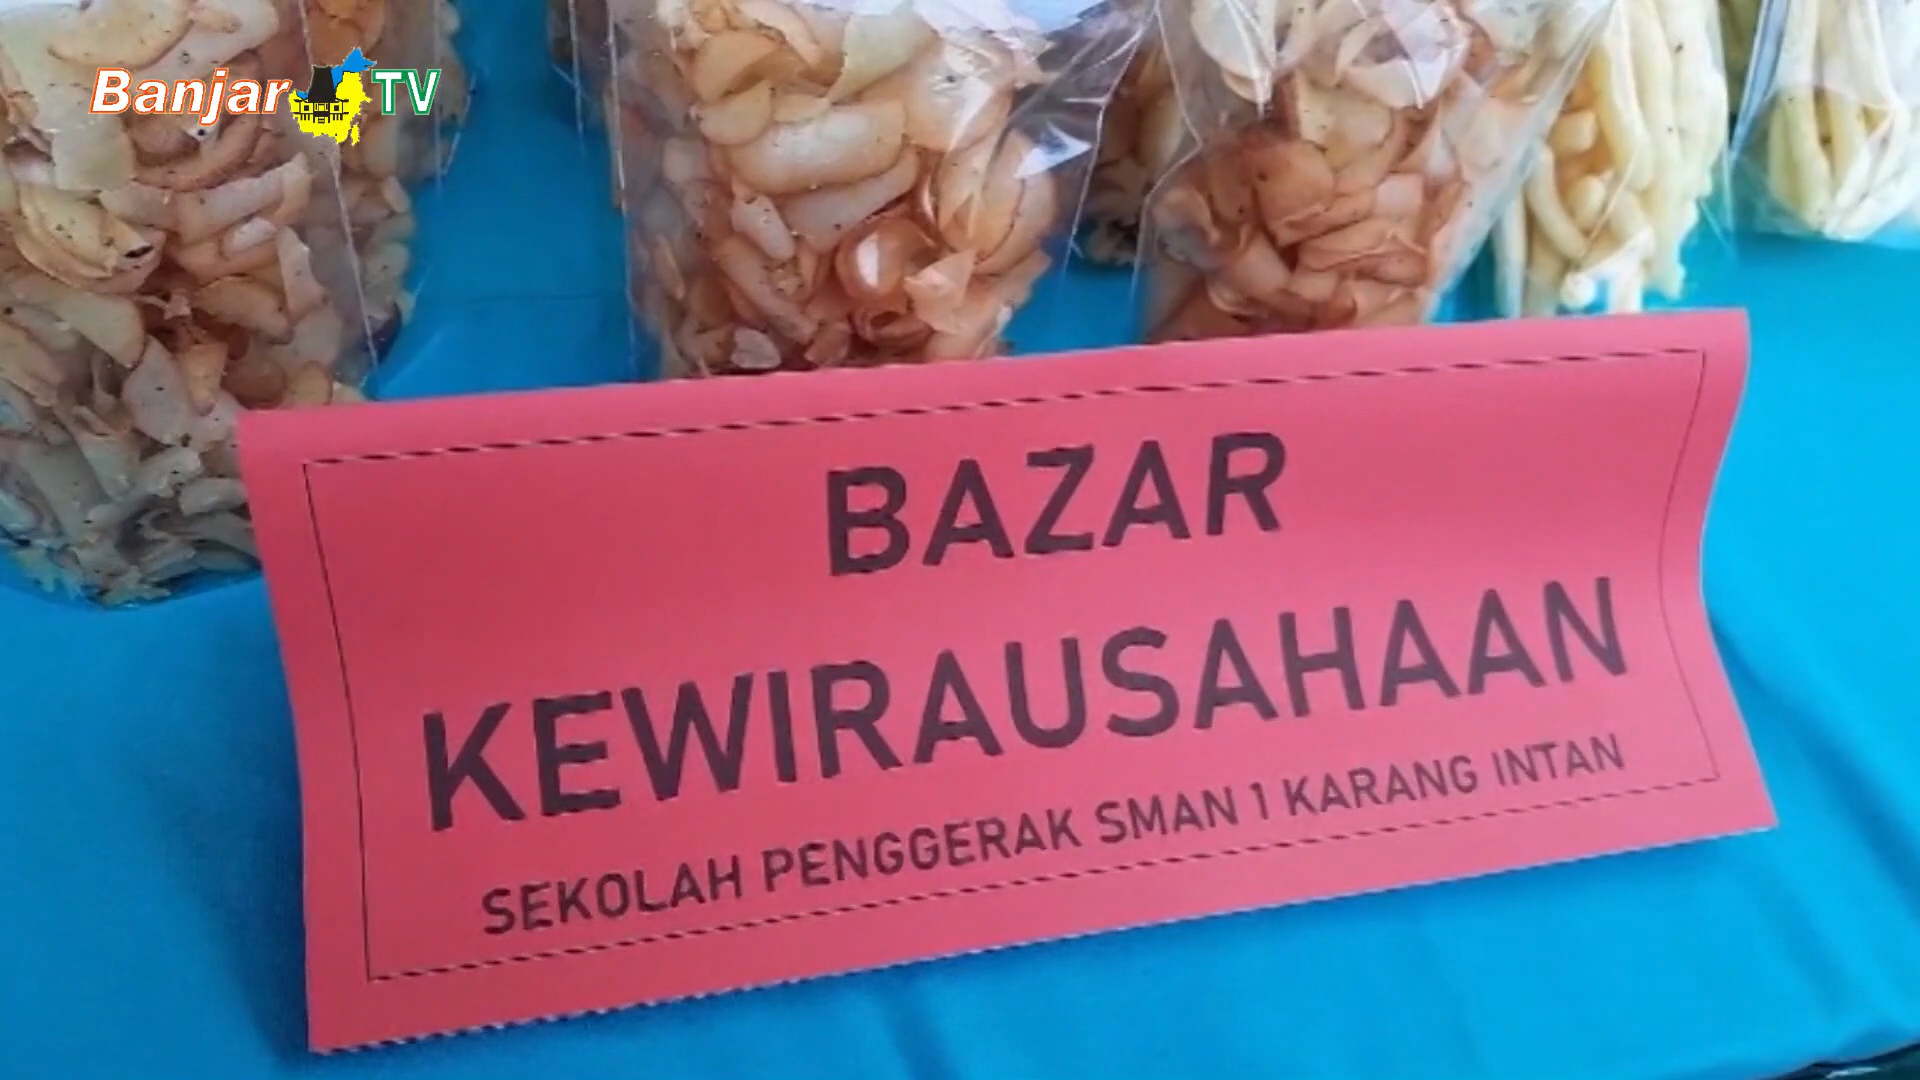 Banjar TV
BAZAR
KEWIRAUSAHAAN
SEKOLAH PENGGERAK SMAN 1 KARANG INTAN